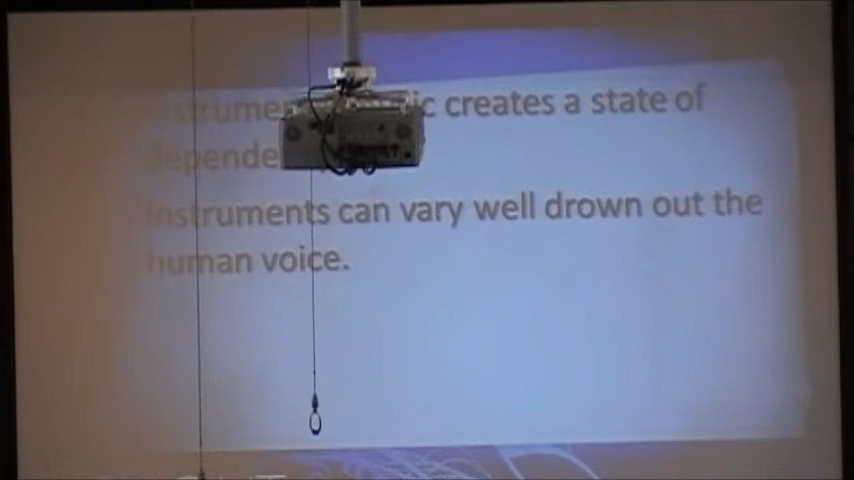 creates a state of
Instruments can vary well drown out the
human voice.